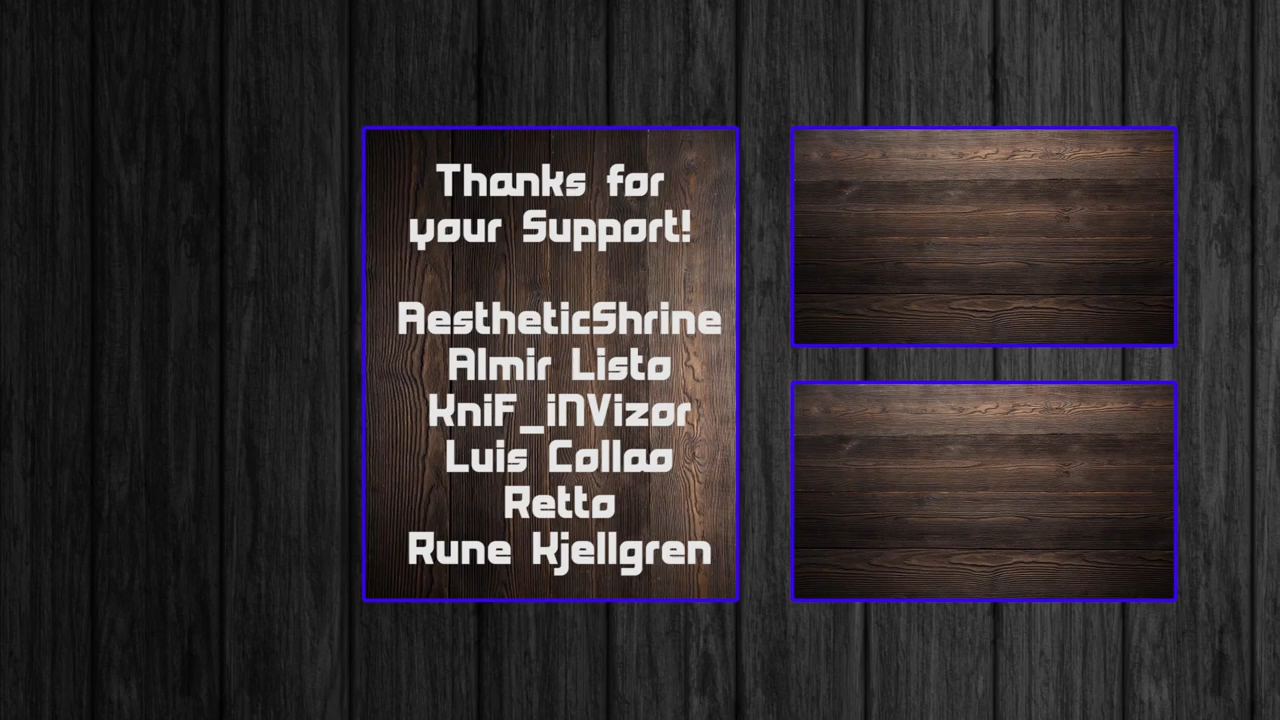 Thanks for
your Support!
AestheticShrine
Almir Listo
KniF_iNVizor
Luis Collao
Retto
Rune Kjellgren